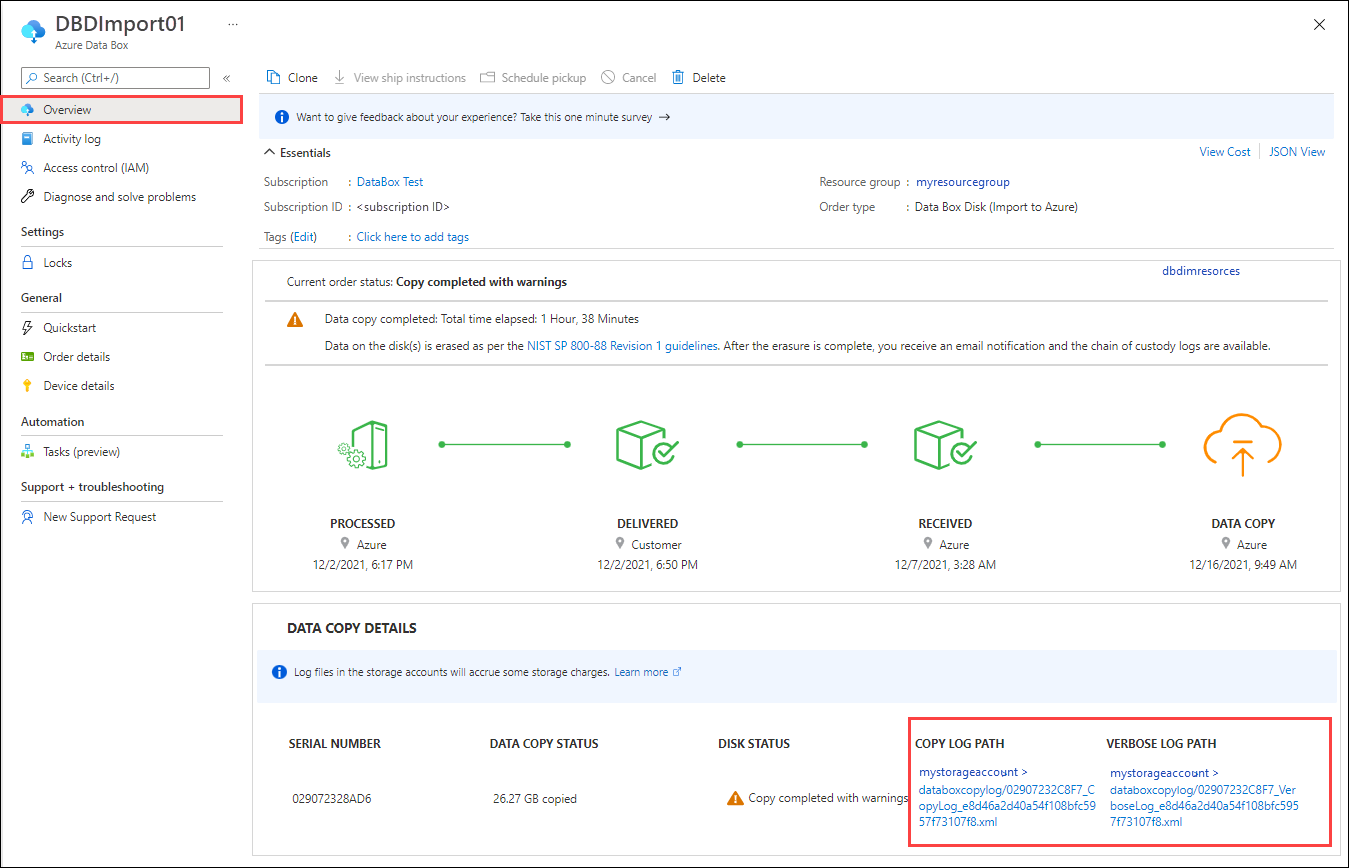 DBDImport01
...
Azure Data Box
Search (Ctrl+/)
«
Overview
Activity log
Access control (IAM)
Diagnose and solve problems
Settings
Locks
General
Quickstart
Order details
Device details
Automation
Tasks (preview)
Support + troubleshooting
New Support Request
Clone View ship instructions Schedule pickup Cancel Delete
Want to give feedback about your experience? Take this one minute survey →
Essentials
View Cost JSON View
Subscription : DataBox Test
Subscription ID : <subscription ID>
Tags (Edit) : Click here to add tags
Resource group : myresourcegroup
Order type : Data Box Disk (Import to Azure)
dbdimresorces
Current order status: Copy completed with warnings
Data copy completed: Total time elapsed: 1 Hour, 38 Minutes
Data on the disk(s) is erased as per the NIST SP 800-88 Revision 1 guidelines. After the erasure is complete, you receive an email notification and the chain of custody logs are available.
PROCESSED
Azure
12/2/2021, 6:17 PM
DELIVERED
Customer
12/2/2021, 6:50 PM
RECEIVED
Azure
12/7/2021, 3:28 AM
DATA COPY
Azure
12/16/2021, 9:49 AM
DATA COPY DETAILS
Log files in the storage accounts will accrue some storage charges. Learn more
SERIAL NUMBER
029072328AD6
DATA COPY STATUS
26.27 GB copied
DISK STATUS
Copy completed with warnings
COPY LOG PATH
mystorageaccount >
databoxcopylog/02907232C8F7_C
opyLog_e8d46a2d40a54f108bfc59
57f73107f8.xml
VERBOSE LOG PATH
mystorageaccount >
databoxcopylog/02907232C8F7_Ver
boseLog_e8d46a2d40a54f108bfc595
7f73107f8.xml